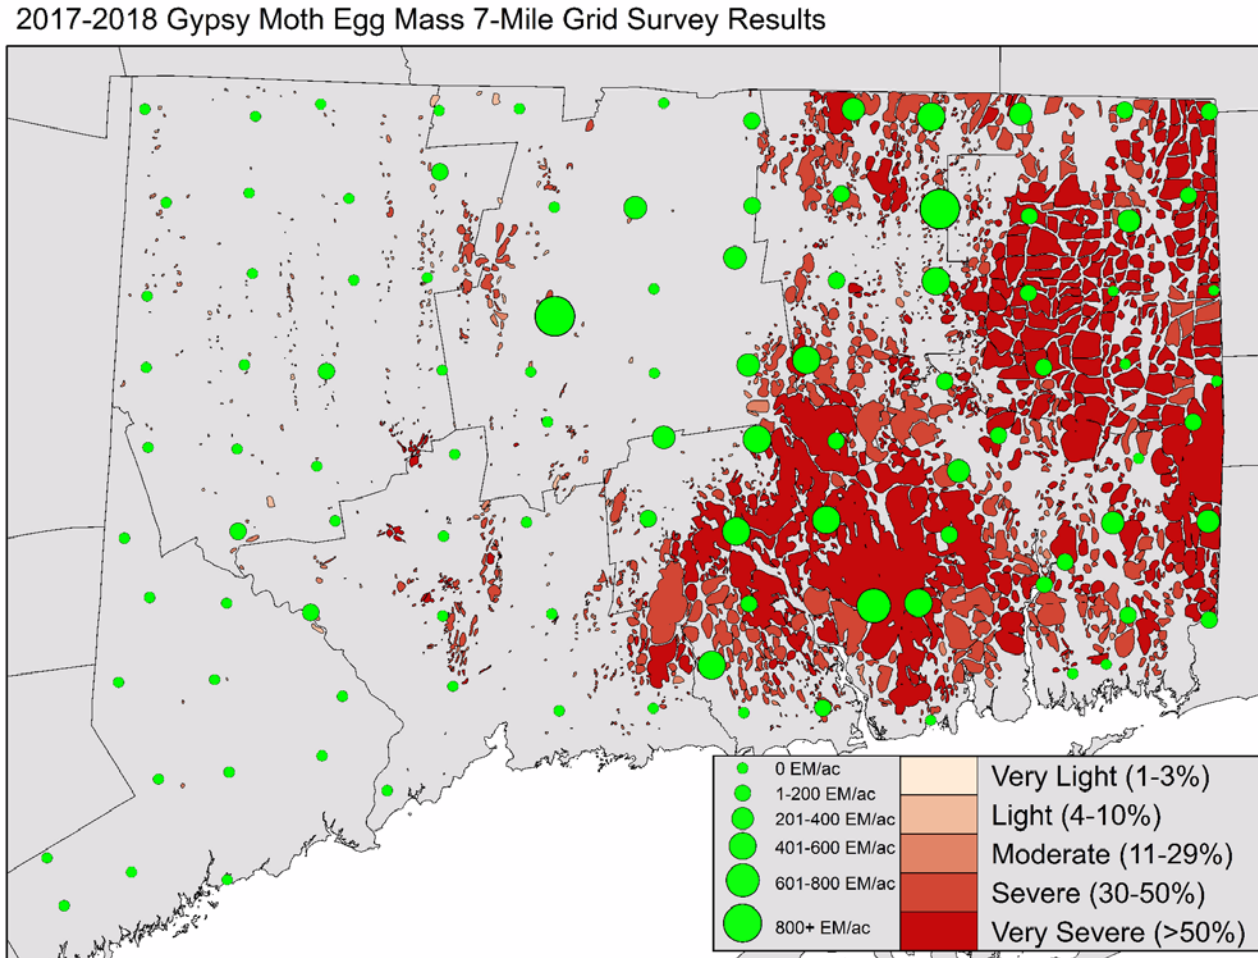 2017-2018 Gypsy Moth Egg Mass 7-Mile Grid Survey Results
0 EM/ac
1-200 EM/ac
201-400 EM/ac
401-600 EM/ac
601-800 EM/ac
800+ EM/ac
Very Light (1-3%)
Light (4-10%)
Moderate (11-29%)
Severe (30-50%)
Very Severe (>50%)